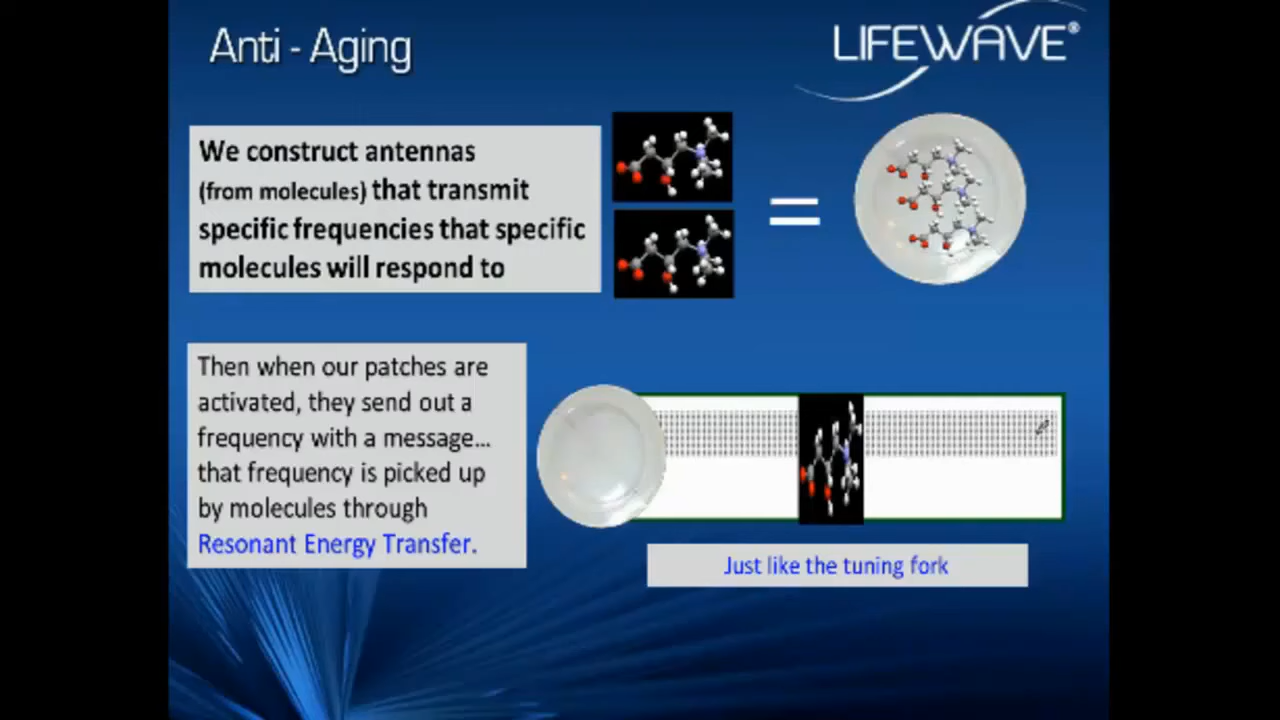 Anti - Aging
LIFEWAVE®
We construct antennas
(from molecules) that transmit
specific frequencies that specific
molecules will respond to
=
Then when our patches are
activated, they send out a
frequency with a message...
that frequency is picked up
by molecules through
Resonant Energy Transfer.
Just like the tuning fork